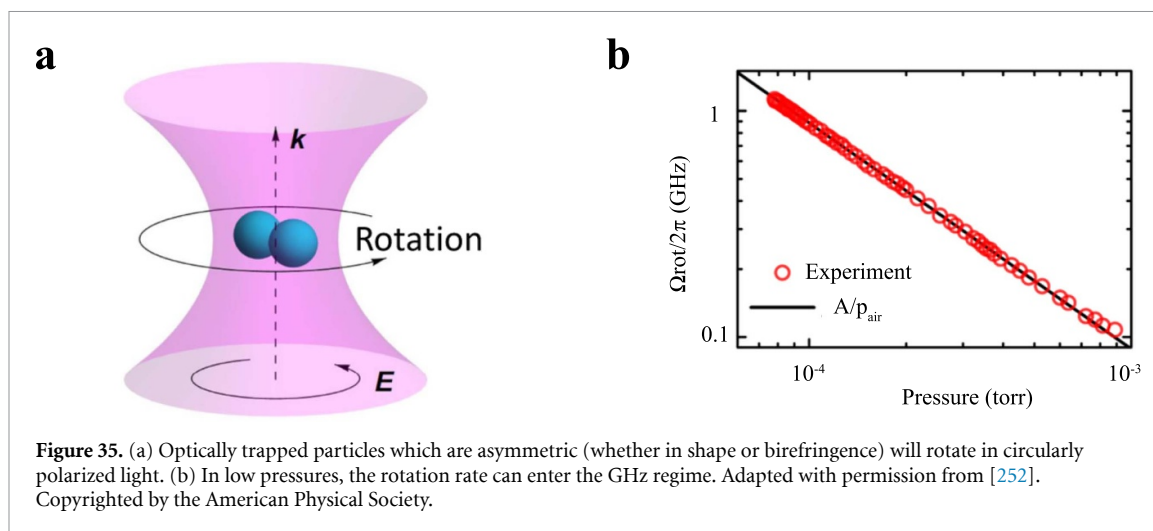 a
k
Rotation
E
b
1
0.1
Ωrot/2π (GHz)
Experiment
A/pair
10-4
10-3
Pressure (torr)
Figure 35. (a) Optically trapped particles which are asymmetric (whether in shape or birefringence) will rotate in circularly
polarized light. (b) In low pressures, the rotation rate can enter the GHz regime. Adapted with permission from [252].
Copyrighted by the American Physical Society.